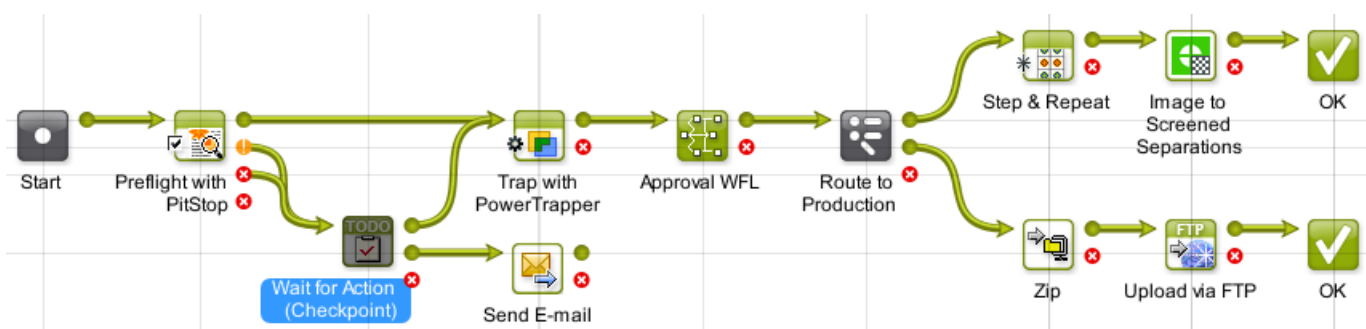 Start
Preflight with
PitStop
TODO
Wait for Action
(Checkpoint)
Trap with
PowerTrapper
Send E-mail
Approval WFL
Route to
Production
Step & Repeat
Image to
Screened
Separations
OK
Zip
FTP
Upload via FTP
OK